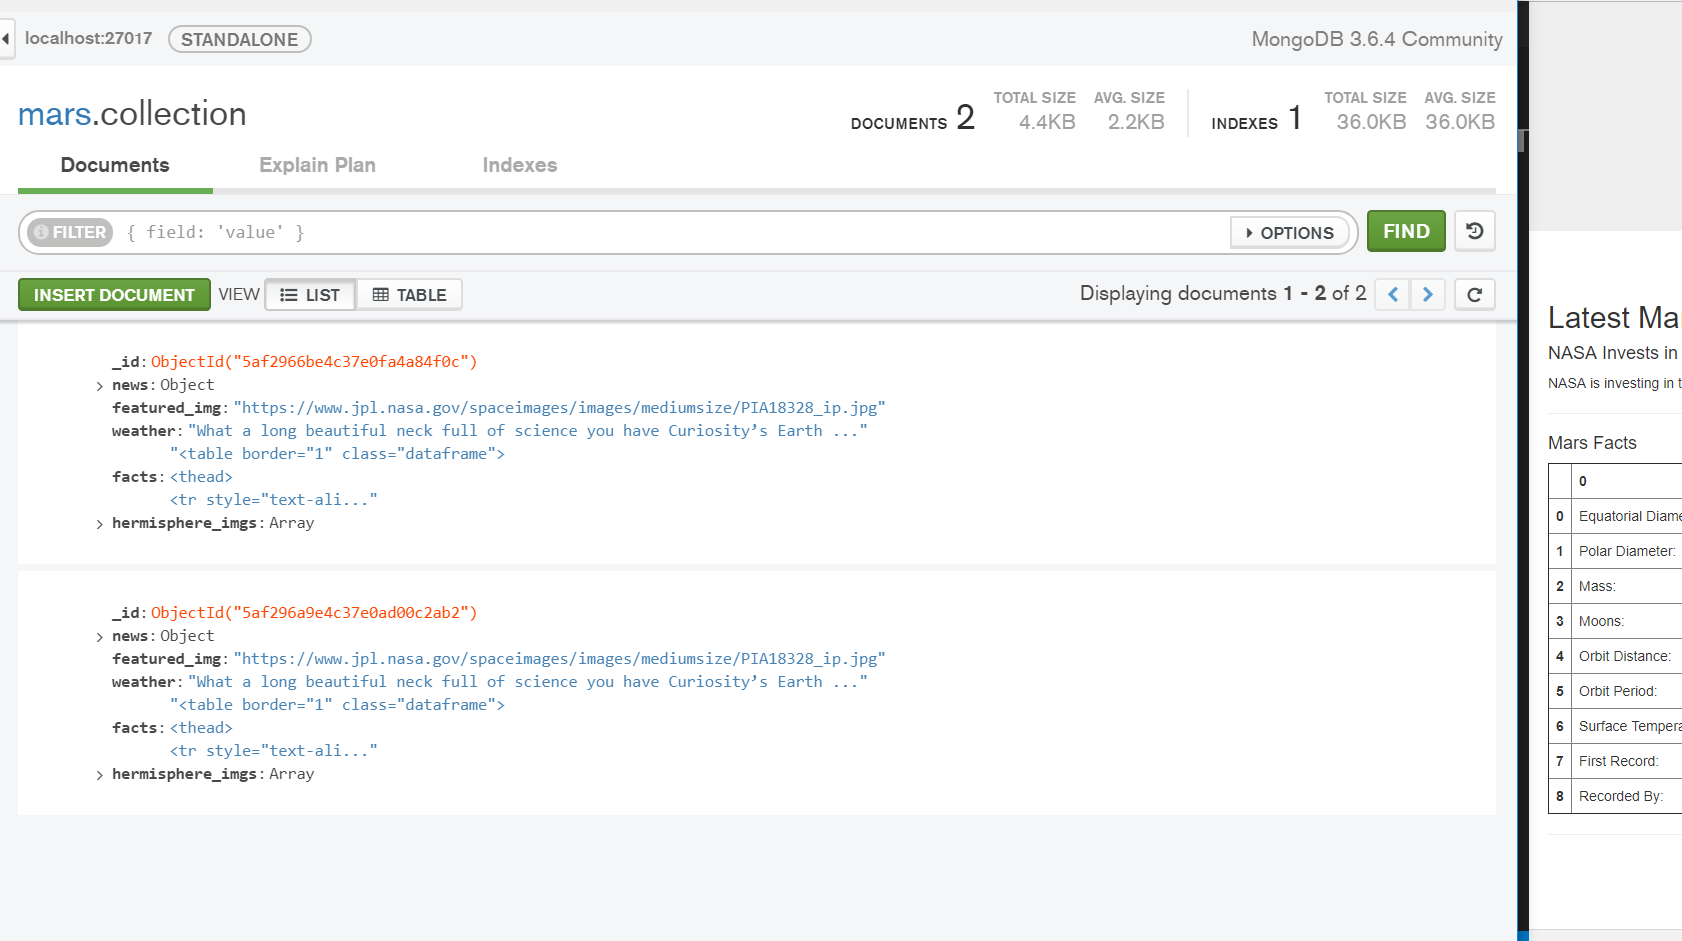 localhost:27017 STANDALONE MongoDB 3.6.4 Community
mars.collection
DOCUMENTS 2 TOTAL SIZE 4.4KB AVG. SIZE 2.2KB INDEXES 1 TOTAL SIZE 36.0KB AVG. SIZE 36.0KB
Documents Explain Plan Indexes
FILTER { field: 'value' } OPTIONS FIND
INSERT DOCUMENT VIEW LIST TABLE Displaying documents 1 - 2 of 2
_id: ObjectId("5af2966be4c37e0fa4a84f0c")
news: Object
featured_img: "https://www.jpl.nasa.gov/spaceimages/images/mediumsize/PIA18328_ip.jpg"
weather: "What a long beautiful neck full of science you have Curiosity’s Earth ..."
"<table border="1" class="dataframe">
facts: <thead>
<tr style="text-ali..."
hermisphere_imgs: Array
_id: ObjectId("5af296a9e4c37e0ad00c2ab2")
news: Object
featured_img: "https://www.jpl.nasa.gov/spaceimages/images/mediumsize/PIA18328_ip.jpg"
weather: "What a long beautiful neck full of science you have Curiosity’s Earth ..."
"<table border="1" class="dataframe">
facts: <thead>
<tr style="text-ali..."
hermisphere_imgs: Array
Latest Mar
NASA Invests in
NASA is investing in t
Mars Facts
0
0 Equatorial Diame
1 Polar Diameter:
2 Mass:
3 Moons:
4 Orbit Distance:
5 Orbit Period:
6 Surface Tempera
7 First Record:
8 Recorded By: